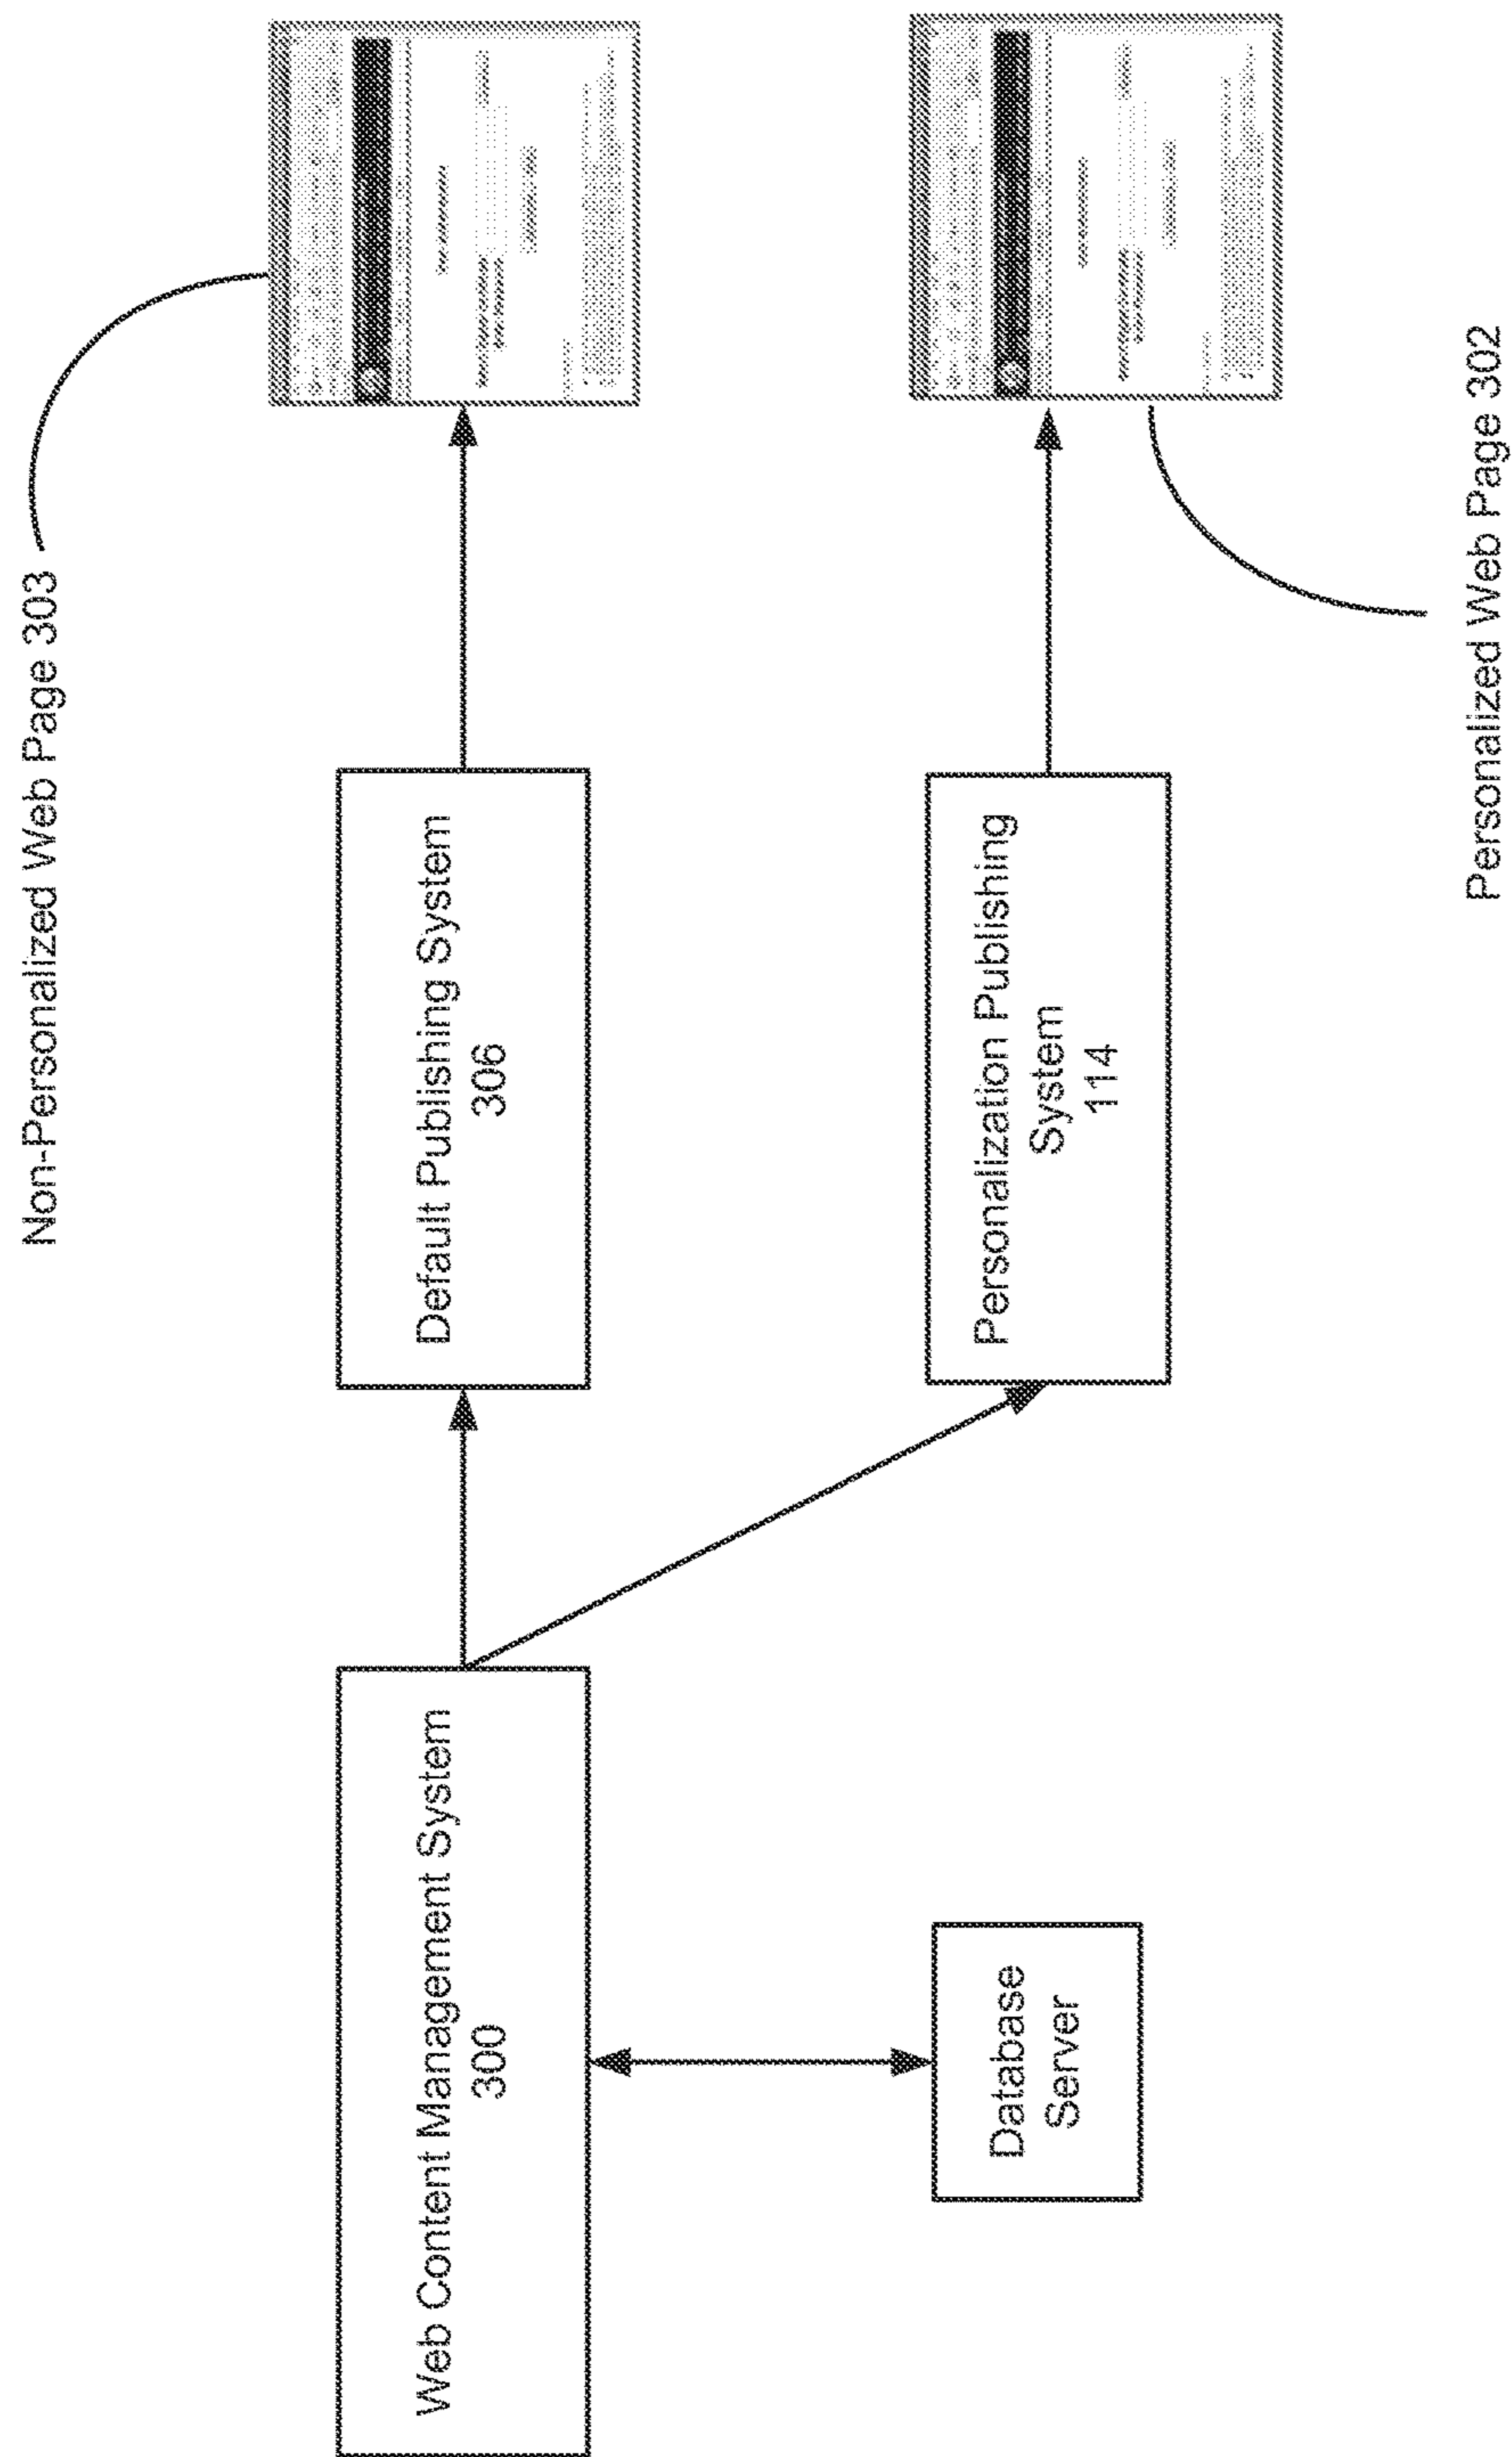 Non-Personalized Web Page 303
Web Content Management System
300
Default Publishing System
306
Database
Server
Personalization Publishing
System
114
Personalized Web Page 302